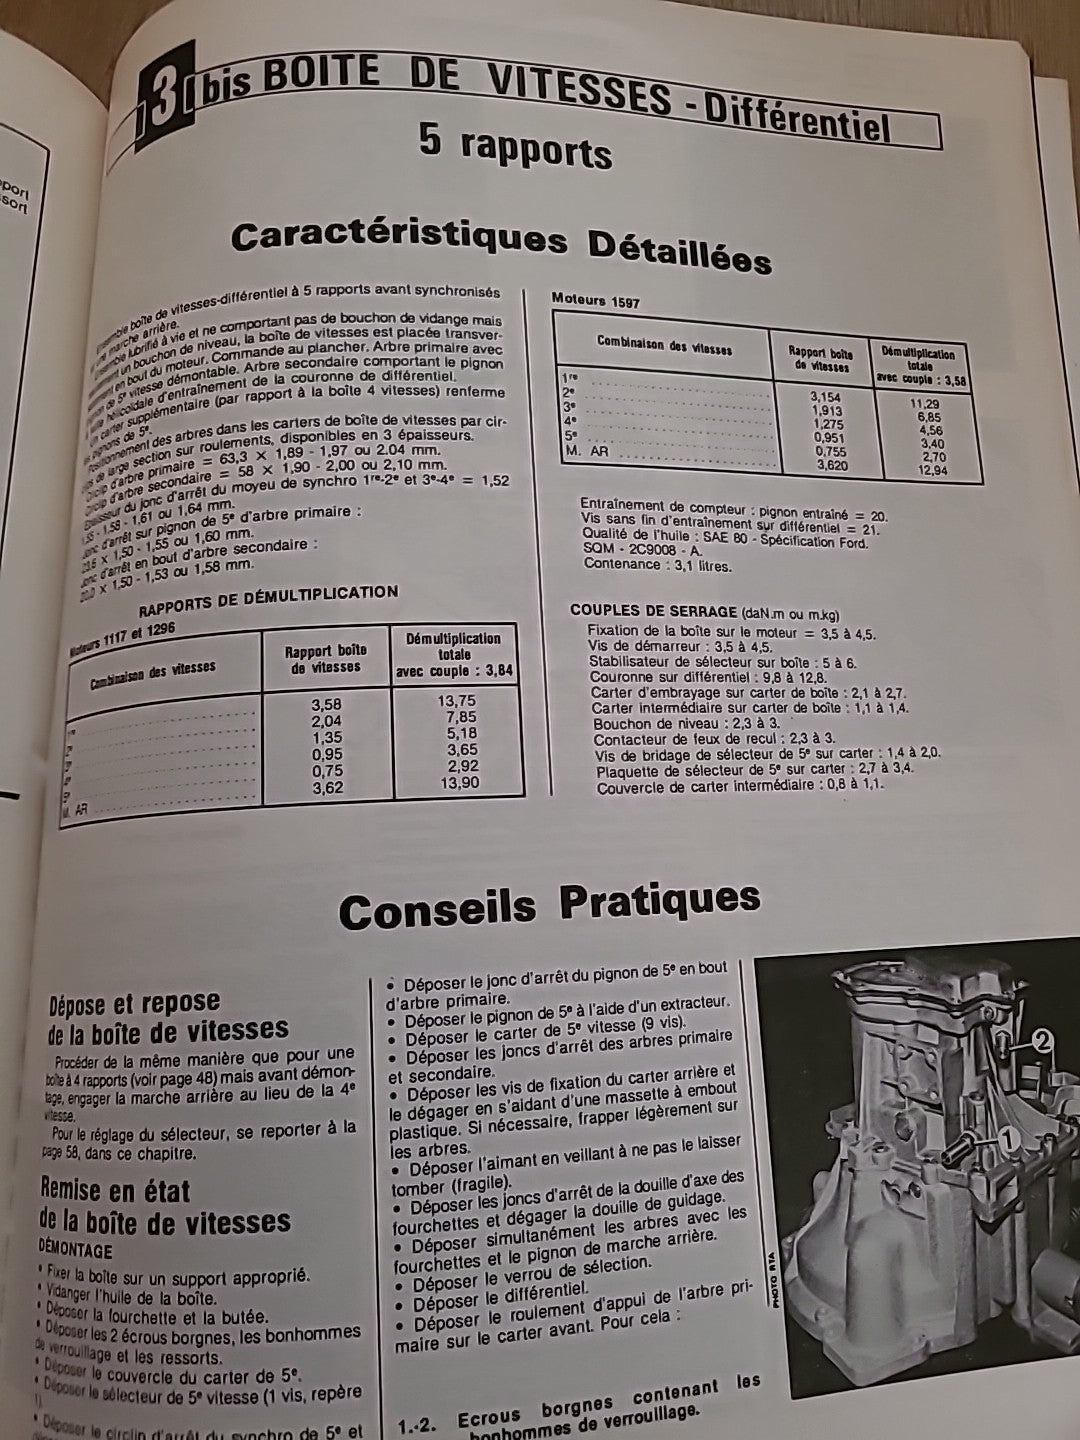 port
sort
3 bis BOITE DE VITESSES - Différentiel
5 rapports
Caractéristiques Détaillées
Ensemble boîte de vitesses-différentiel à 5 rapports avant synchronisés
et une marche arrière.
Ensemble lubrifié à vie et ne comportant pas de bouchon de vidange mais
un bouchon de niveau, la boîte de vitesses est placée transver-
en bout du moteur. Commande au plancher. Arbre primaire avec
pignon de 5e vitesse démontable. Arbre secondaire comportant le pignon
hélicoïdale d'entraînement de la couronne de différentiel.
Un carter supplémentaire (par rapport à la boîte 4 vitesses) renferme
les pignons de 5e.
Positionnement des arbres dans les carters de boîte de vitesses par cir-
clips de large section sur roulements, disponibles en 3 épaisseurs.
Circlip d'arbre primaire = 63,3 × 1,89 - 1,97 ou 2.04 mm.
Circlip d'arbre secondaire = 58 × 1,90 - 2,00 ou 2,10 mm.
Epaisseur du jonc d'arrêt du moyeu de synchro 1re-2e et 3e-4e = 1,52
1,55 - 1,58 - 1,61 ou 1,64 mm.
Jonc d'arrêt sur pignon de 5e d'arbre primaire :
23,6 × 1,50 - 1,55 ou 1,60 mm.
Jonc d'arrêt en bout d'arbre secondaire :
20,0 × 1,50 - 1,53 ou 1,58 mm.
RAPPORTS DE DÉMULTIPLICATION
Moteurs 1117 et 1296
Combinaison des vitesses Rapport boîte de vitesses Démultiplication totale avec couple : 3,84
3,58 13,75
2,04 7,85
1,35 5,18
0,95 3,65
0,75 2,92
M. AR 3,62 13,90
Moteurs 1597
Combinaison des vitesses Rapport boîte de vitesses Démultiplication totale avec couple : 3,58
1re 3,154 11,29
2e 1,913 6,85
3e 1,275 4,56
4e 0,951 3,40
5e 0,755 2,70
M. AR 3,620 12,94
Entraînement de compteur : pignon entraîné = 20.
Vis sans fin d'entraînement sur différentiel = 21.
Qualité de l'huile : SAE 80 - Spécification Ford.
SQM - 2C9008 - A.
Contenance : 3,1 litres.
COUPLES DE SERRAGE (daN.m ou m.kg)
Fixation de la boîte sur le moteur = 3,5 à 4,5.
Vis de démarreur : 3,5 à 4,5.
Stabilisateur de sélecteur sur boîte : 5 à 6.
Couronne sur différentiel : 9,8 à 12,8.
Carter d'embrayage sur carter de boîte : 2,1 à 2,7.
Carter intermédiaire sur carter de boîte : 1,1 à 1,4.
Bouchon de niveau : 2,3 à 3.
Contacteur de feux de recul : 2,3 à 3.
Vis de bridage de sélecteur de 5e sur carter : 1,4 à 2,0.
Plaquette de sélecteur de 5e sur carter : 2,7 à 3,4.
Couvercle de carter intermédiaire : 0,8 à 1,1.
Conseils Pratiques
Dépose et repose
de la boîte de vitesses
Procéder de la même manière que pour une
boîte à 4 rapports (voir page 48) mais avant démon-
tage, engager la marche arrière au lieu de la 4e
vitesse.
Pour le réglage du sélecteur, se reporter à la
page 58, dans ce chapitre.
Remise en état
de la boîte de vitesses
DÉMONTAGE
• Fixer la boîte sur un support approprié.
• Vidanger l'huile de la boîte.
• Déposer la fourchette et la butée.
• Déposer les 2 écrous borgnes, les bonhommes
de verrouillage et les ressorts.
• Déposer le couvercle du carter de 5e.
• Déposer le sélecteur de 5e vitesse (1 vis, repère
1).
• Déposer le circlip d'arrêt du synchro de 5e et
• Déposer le jonc d'arrêt du pignon de 5e en bout
d'arbre primaire.
• Déposer le pignon de 5e à l'aide d'un extracteur.
• Déposer le carter de 5e vitesse (9 vis).
• Déposer les joncs d'arrêt des arbres primaire
et secondaire.
• Déposer les vis de fixation du carter arrière et
le dégager en s'aidant d'une massette à embout
plastique. Si nécessaire, frapper légèrement sur
les arbres.
• Déposer l'aimant en veillant à ne pas le laisser
tomber (fragile).
• Déposer les joncs d'arrêt de la douille d'axe des
fourchettes et dégager la douille de guidage.
• Déposer simultanément les arbres avec les
fourchettes et le pignon de marche arrière.
• Déposer le verrou de sélection.
• Déposer le différentiel.
• Déposer le roulement d'appui de l'arbre pri-
maire sur le carter avant. Pour cela :
2
1
PHOTO RTA
1.-2. Ecrous borgnes contenant les
bonhommes de verrouillage.